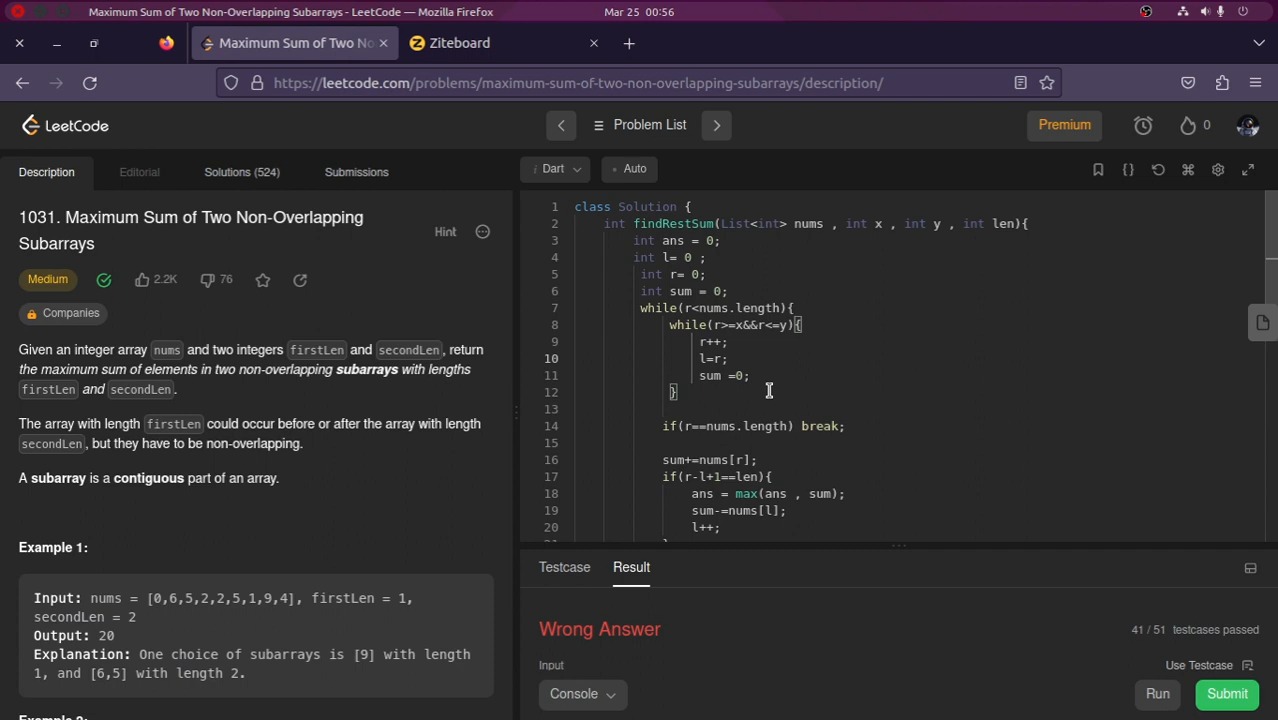 Maximum Sum of Two Non-Overlapping Subarrays - LeetCode — Mozilla Firefox
Mar 25 00:56
Maximum Sum of Two No
Ziteboard
https://leetcode.com/problems/maximum-sum-of-two-non-overlapping-subarrays/description/
LeetCode
Problem List
Premium
0
Description
Editorial
Solutions (524)
Submissions
i Dart
Auto
1031. Maximum Sum of Two Non-Overlapping
Subarrays
Hint
Medium
2.2K
76
Companies
Given an integer array nums and two integers firstLen and secondLen, return
the maximum sum of elements in two non-overlapping subarrays with lengths
firstLen and secondLen.
The array with length firstLen could occur before or after the array with length
secondLen, but they have to be non-overlapping.
A subarray is a contiguous part of an array.
Example 1:
Input: nums = [0,6,5,2,2,5,1,9,4], firstLen = 1,
secondLen = 2
Output: 20
Explanation: One choice of subarrays is [9] with length
1, and [6,5] with length 2.
1 class Solution {
2 int findRestSum(List<int> nums , int x , int y , int len){
3 int ans = 0;
4 int l= 0 ;
5 int r= 0;
6 int sum = 0;
7 while(r<nums.length){
8 while(r>=x&&r<=y){
9 r++;
10 l=r;
11 sum =0;
12 }
13
14 if(r==nums.length) break;
15
16 sum+=nums[r];
17 if(r-l+1==len){
18 ans = max(ans , sum);
19 sum-=nums[l];
20 l++;
Testcase
Result
Wrong Answer
41 / 51 testcases passed
Input
Use Testcase
Console
Run
Submit